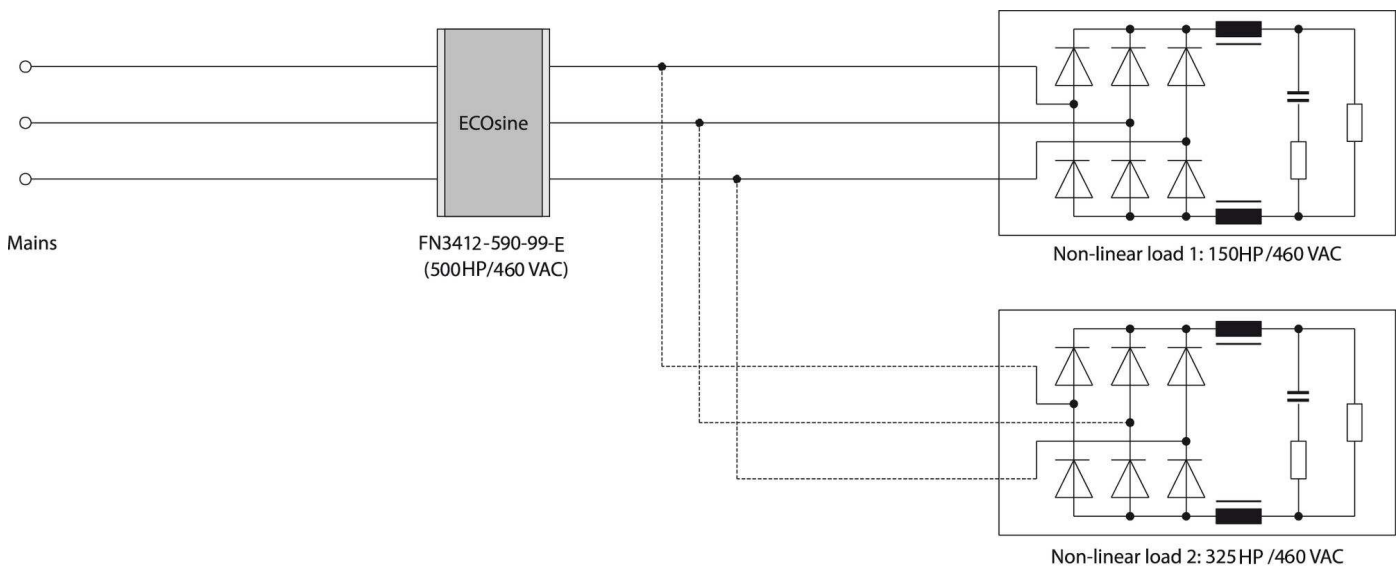 ECOsine
Mains
FN3412-590-99-E
(500HP/460 VAC)
Non-linear load 1: 150HP/460 VAC
Non-linear load 2: 325HP /460 VAC